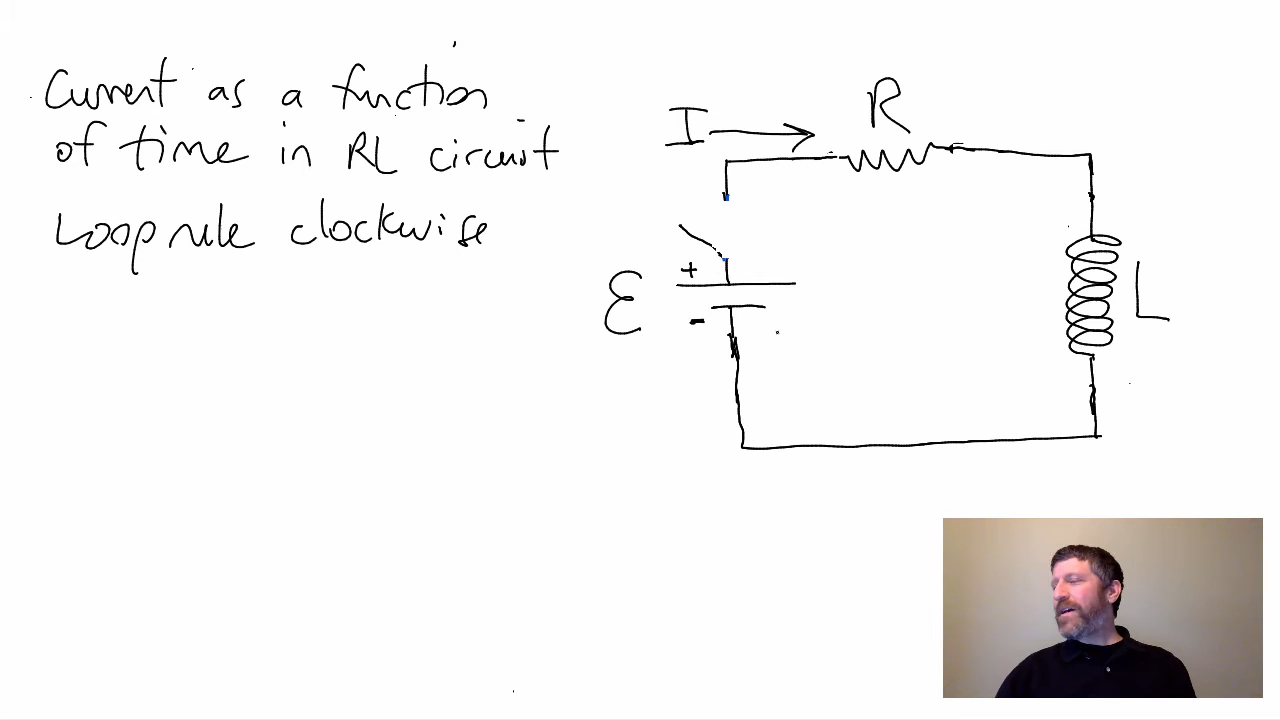 Current as a function
of time in RL circuit
Loop rule clockwise
I
R
+
ℰ
-
L